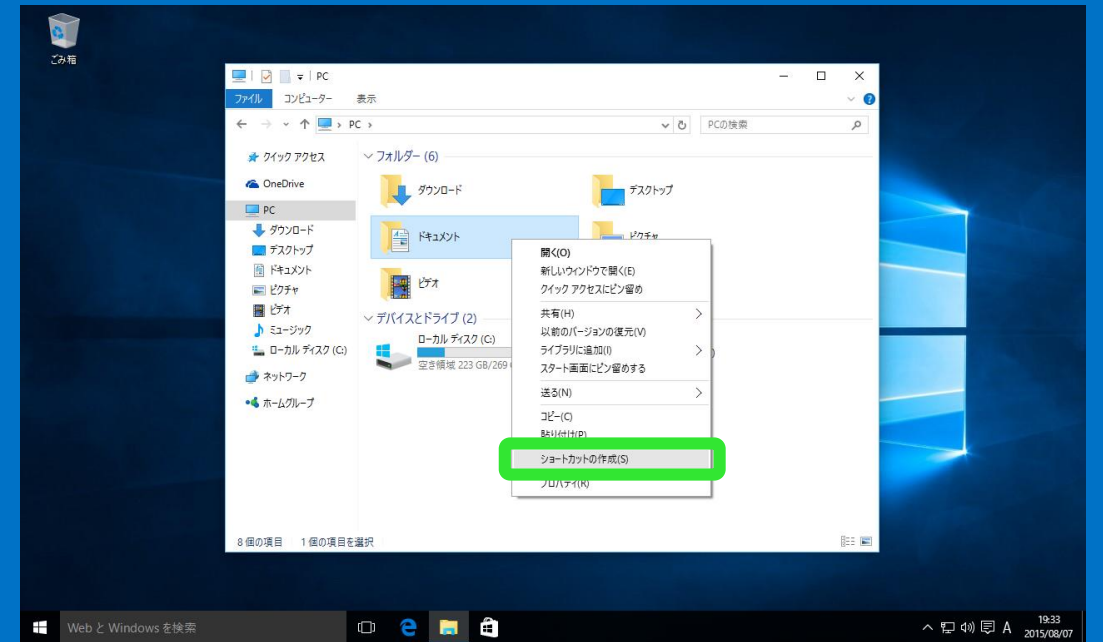 ごみ箱
PC
ファイル コンピューター 表示
PC
PCの検索
クイック アクセス
OneDrive
PC
ダウンロード
デスクトップ
ドキュメント
ピクチャ
ビデオ
ミュージック
ローカル ディスク (C:)
ネットワーク
ホームグループ
フォルダー (6)
ダウンロード
デスクトップ
ドキュメント
ピクチャ
ビデオ
デバイスとドライブ (2)
ローカル ディスク (C:)
空き領域 223 GB/269
開く(O)
新しいウィンドウで開く(E)
クイック アクセスにピン留め
共有(H)
以前のバージョンの復元(V)
ライブラリに追加(I)
スタート画面にピン留めする
送る(N)
コピー(C)
貼り付け(P)
ショートカットの作成(S)
プロパティ(R)
8 個の項目 1 個の項目を選択
Web と Windows を検索
A
19:33
2015/08/07